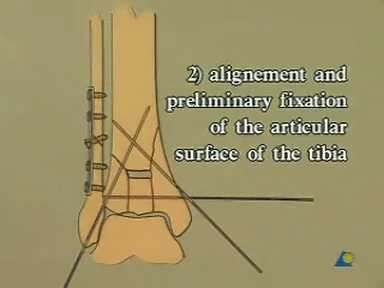 2) alignement and
preliminary fixation
of the articular
surface of the tibia